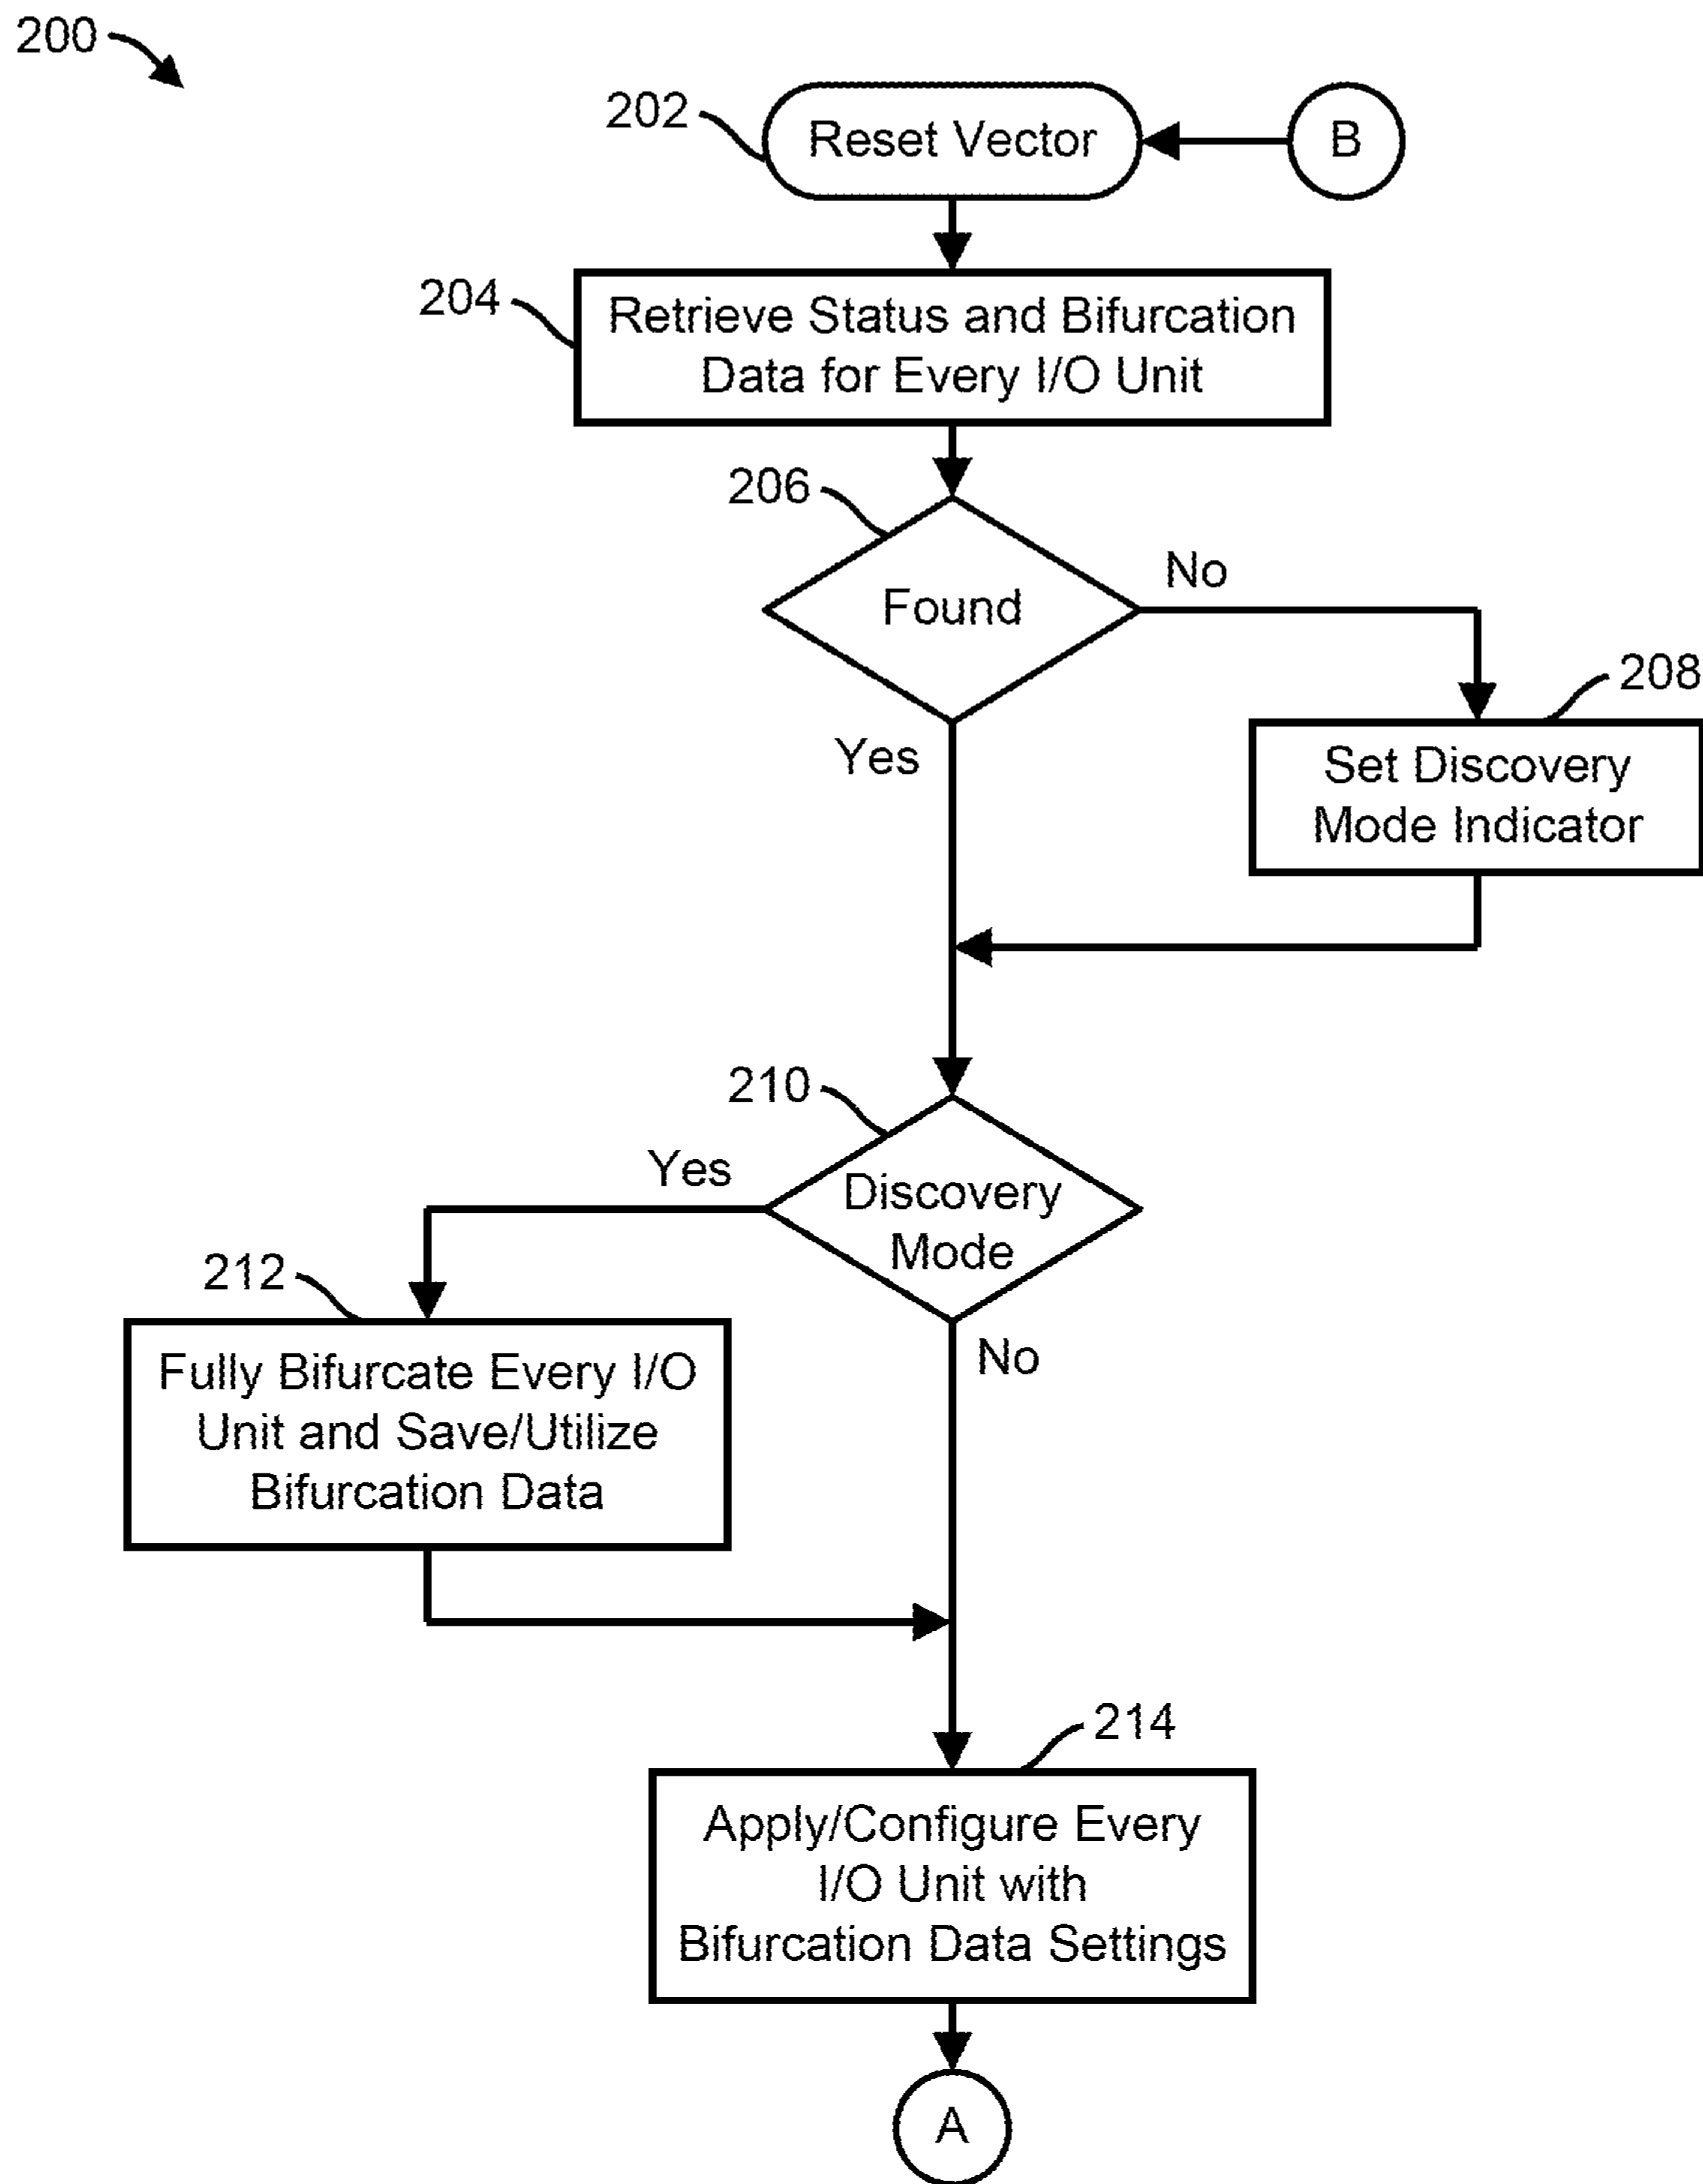 200
202
Reset Vector
B
204
Retrieve Status and Bifurcation
Data for Every I/O Unit
206
Found
No
Yes
208
Set Discovery
Mode Indicator
210
Yes
Discovery
Mode
No
212
Fully Bifurcate Every I/O
Unit and Save/Utilize
Bifurcation Data
214
Apply/Configure Every
I/O Unit with
Bifurcation Data Settings
A